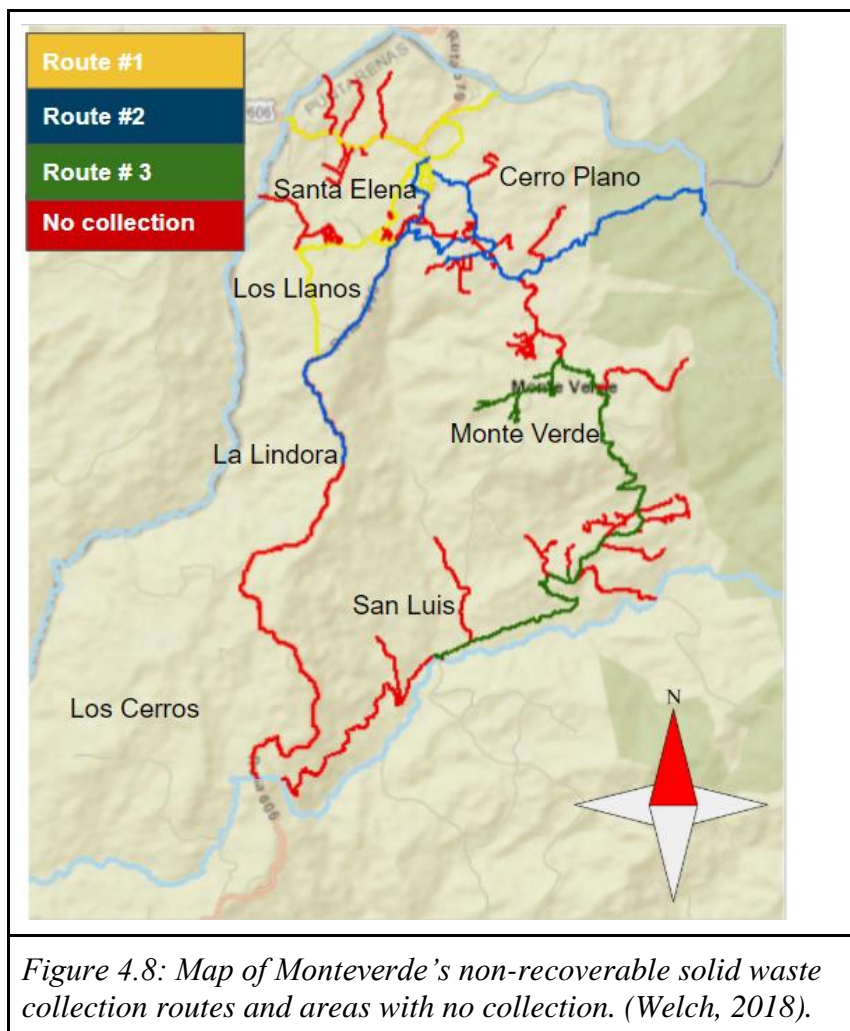 Route #1
Route #2
Route # 3
No collection
PUNTARENAS
606
Santa Elena
Cerro Plano
Los Llanos
Monte Verde
La Lindora
Monte Verde
San Luis
Los Cerros
N
Figure 4.8: Map of Monteverde’s non-recoverable solid waste
collection routes and areas with no collection. (Welch, 2018).